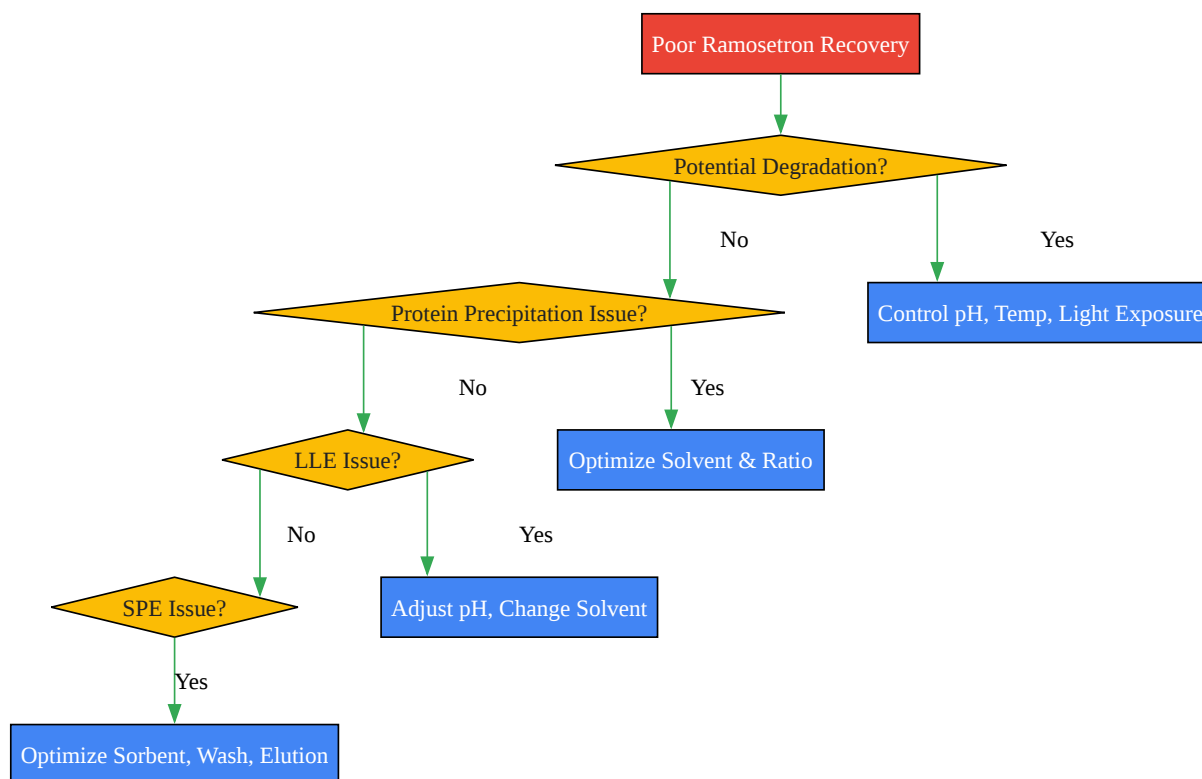 Poor Ramosetron Recovery
Potential Degradation?
No
Yes
Protein Precipitation Issue?
Control pH, Temp, Light Exposure
No
Yes
LLE Issue?
Optimize Solvent & Ratio
No
Yes
SPE Issue?
Adjust pH, Change Solvent
Yes
Optimize Sorbent, Wash, Elution